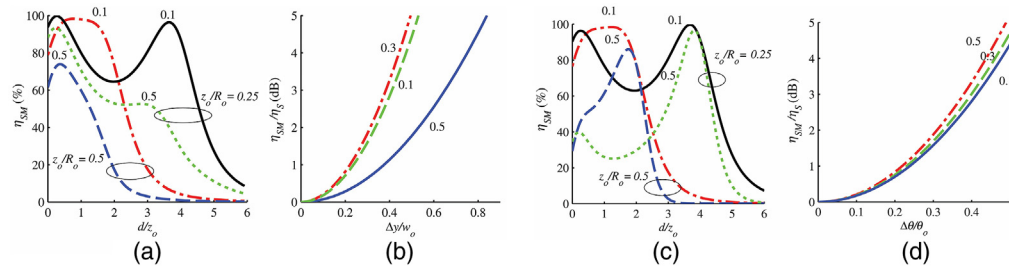 100
80
60
40
20
0
η_SM (%)
0.1
0.1
0.5
0.5
z_o/R_o = 0.25
z_o/R_o = 0.5
0 1 2 3 4 5 6
d/z_o
(a)
5
4
3
2
1
0
η_SM/η_S (dB)
0.3
0.1
0.5
0.2 0.4 0.6 0.8
Δy/w_o
(b)
100
80
60
40
20
0
η_SM (%)
0.1
0.1
0.5
0.5
z_o/R_o = 0.25
z_o/R_o = 0.5
0 1 2 3 4 5 6
d/z_o
(c)
5
4
3
2
1
0
η_SM/η_S (dB)
0.5
0.3
0.1 0.2 0.3 0.4
Δθ/θ_o
(d)